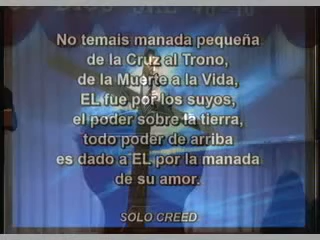 No temais manada pequeña
de la Cruz al Trono,
de la Muerte a la Vida,
EL fue por los suyos,
el poder sobre la tierra,
todo poder de arriba
es dado a EL por la manada
de su amor.
SOLO CREED